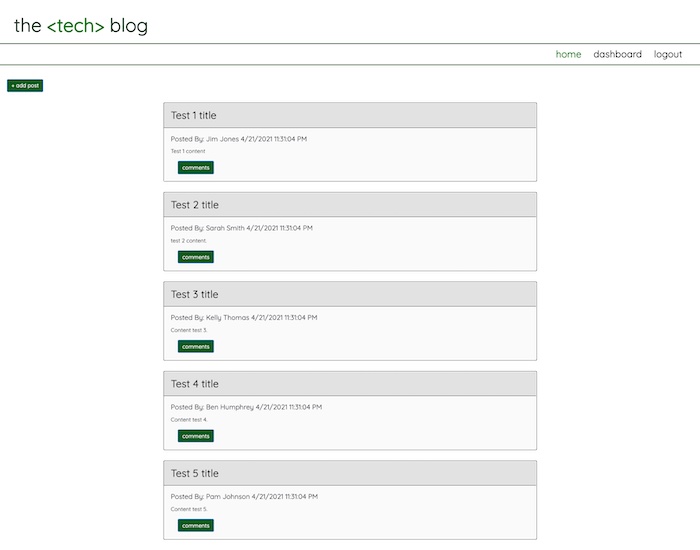 the <tech> blog
home dashboard logout
+ add post
Test 1 title
Posted By: Jim Jones 4/21/2021 11:31:04 PM
Test 1 content
comments
Test 2 title
Posted By: Sarah Smith 4/21/2021 11:31:04 PM
test 2 content.
comments
Test 3 title
Posted By: Kelly Thomas 4/21/2021 11:31:04 PM
Content test 3.
comments
Test 4 title
Posted By: Ben Humphrey 4/21/2021 11:31:04 PM
Content test 4.
comments
Test 5 title
Posted By: Pam Johnson 4/21/2021 11:31:04 PM
Content test 5.
comments